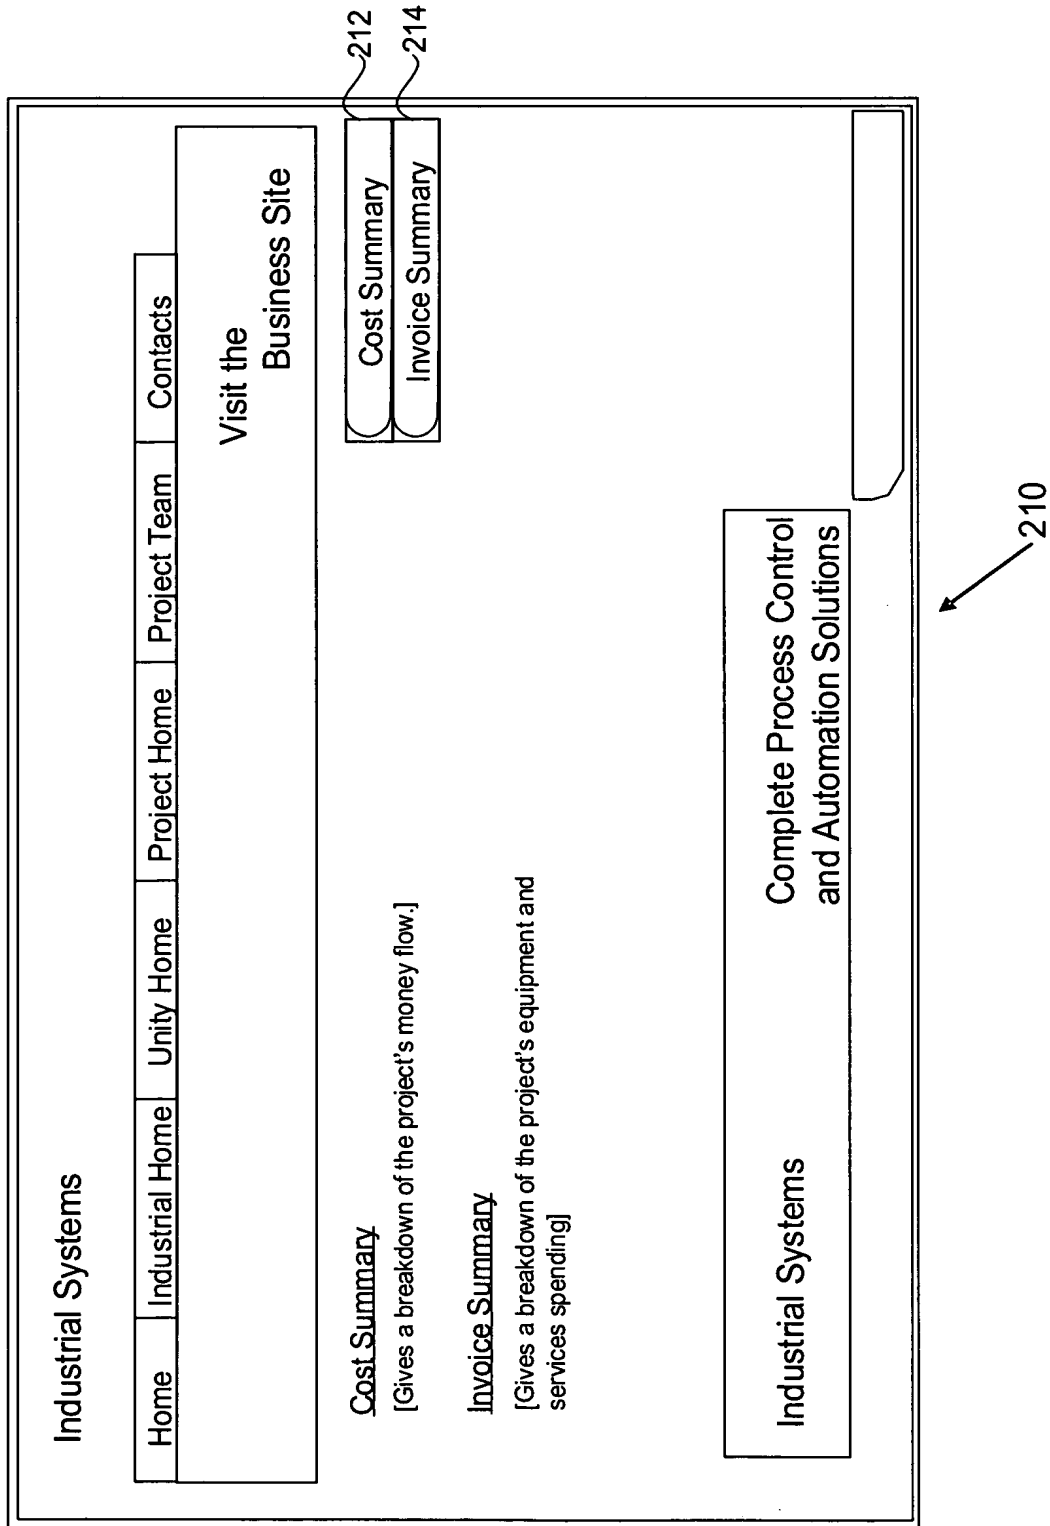 Industrial Systems
Home Industrial Home Unity Home Project Home Project Team Contacts
Visit the
Business Site
Cost Summary
[Gives a breakdown of the project's money flow.]
Invoice Summary
[Gives a breakdown of the project's equipment and
services spending]
Cost Summary
212
Invoice Summary
214
Industrial Systems
Complete Process Control
and Automation Solutions
210